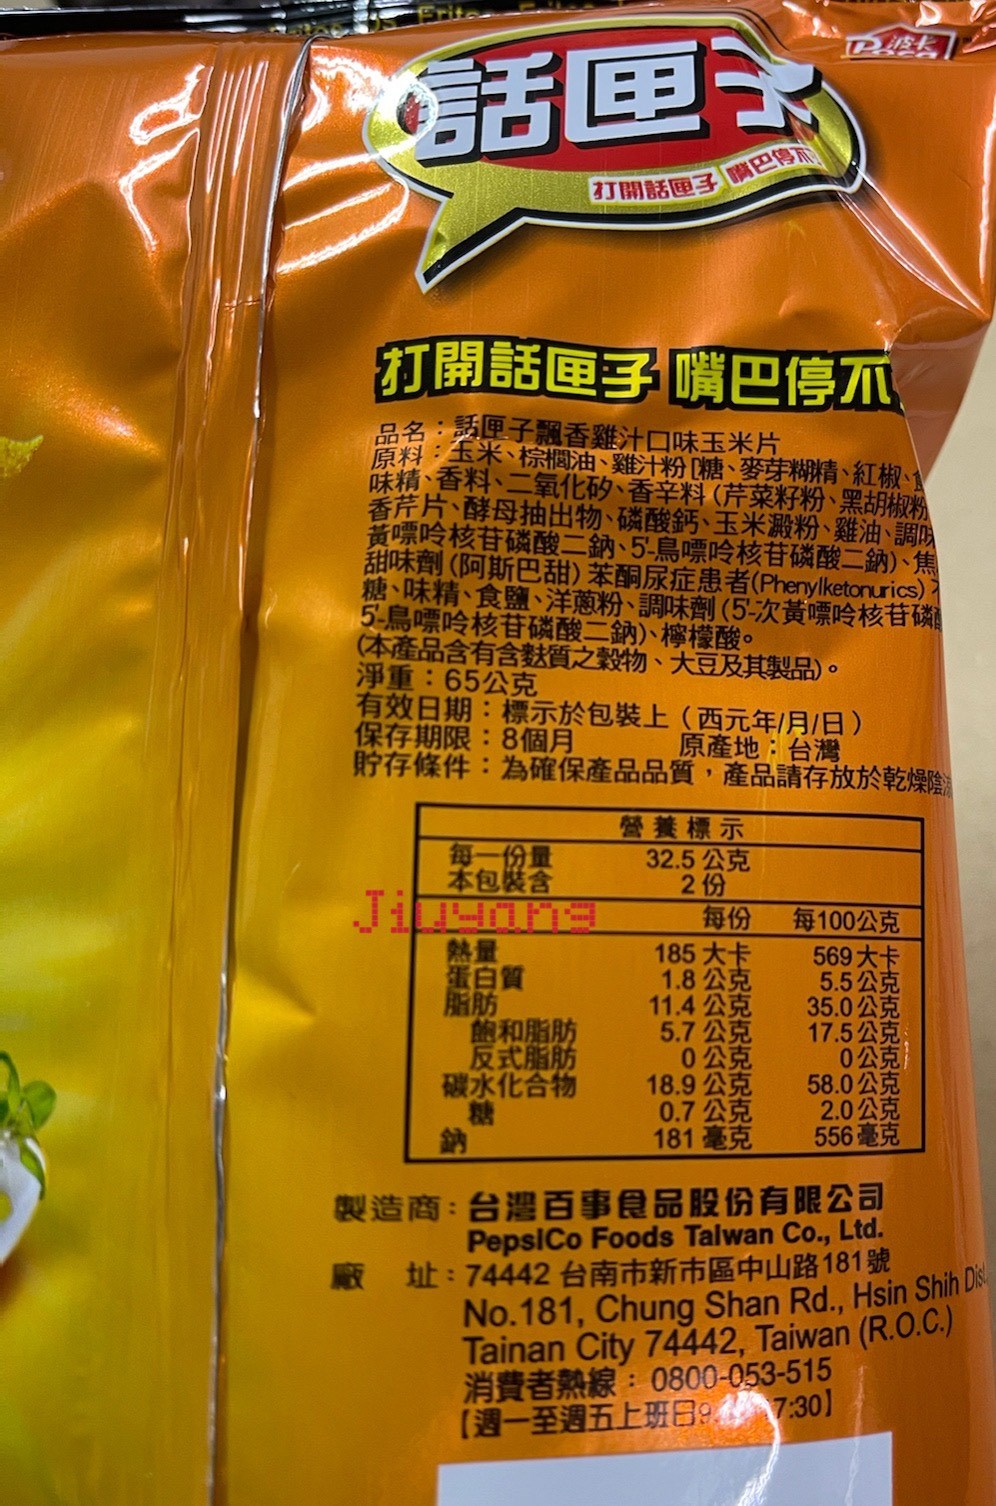 波卡
話匣子
打開話匣子 嘴巴停不
打開話匣子 嘴巴停不
品名：話匣子飄香雞汁口味玉米片
原料：玉米、棕櫚油、雞汁粉[糖、麥芽糊精、紅椒、食
味精、香料、二氧化矽、香辛料(芹菜籽粉、黑胡椒粉
香芹片、酵母抽出物、磷酸鈣、玉米澱粉、雞油、調味
黃嘌呤核苷磷酸二鈉、5'-鳥嘌呤核苷磷酸二鈉)、焦
甜味劑(阿斯巴甜)苯酮尿症患者(Phenylketonurics)
糖、味精、食鹽、洋蔥粉、調味劑(5'-次黃嘌呤核苷磷酸
5'-鳥嘌呤核苷磷酸二鈉)、檸檬酸。
(本產品含有含麩質之穀物、大豆及其製品)。
淨重：65公克
有效日期：標示於包裝上（西元年/月/日）
保存期限：8個月 原產地：台灣
貯存條件：為確保產品品質，產品請存放於乾燥陰涼
營養標示
每一份量 32.5公克
本包裝含 2份
每份 每100公克
熱量 185大卡 569大卡
蛋白質 1.8公克 5.5公克
脂肪 11.4公克 35.0公克
飽和脂肪 5.7公克 17.5公克
反式脂肪 0公克 0公克
碳水化合物 18.9公克 58.0公克
糖 0.7公克 2.0公克
鈉 181毫克 556毫克
Jiuyang
製造商：台灣百事食品股份有限公司
PepsiCo Foods Taiwan Co., Ltd.
廠 址：74442 台南市新市區中山路181號
No.181, Chung Shan Rd., Hsin Shih Dist.
Tainan City 74442, Taiwan (R.O.C.)
消費者熱線：0800-053-515
【週一至週五上班日9 7:30】